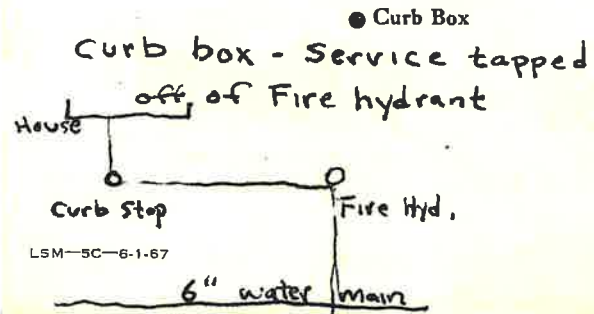 ● Curb Box
Curb box - Service tapped
off of Fire hydrant
House
Curb Stop
Fire Hyd.
LSM—5C—6-1-67
6" water main